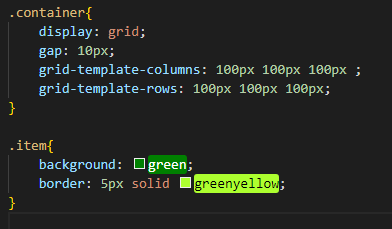 .container{
    display: grid;
    gap: 10px;
    grid-template-columns: 100px 100px 100px ;
    grid-template-rows: 100px 100px 100px;
}
.item{
    background: green;
    border: 5px solid greenyellow;
}